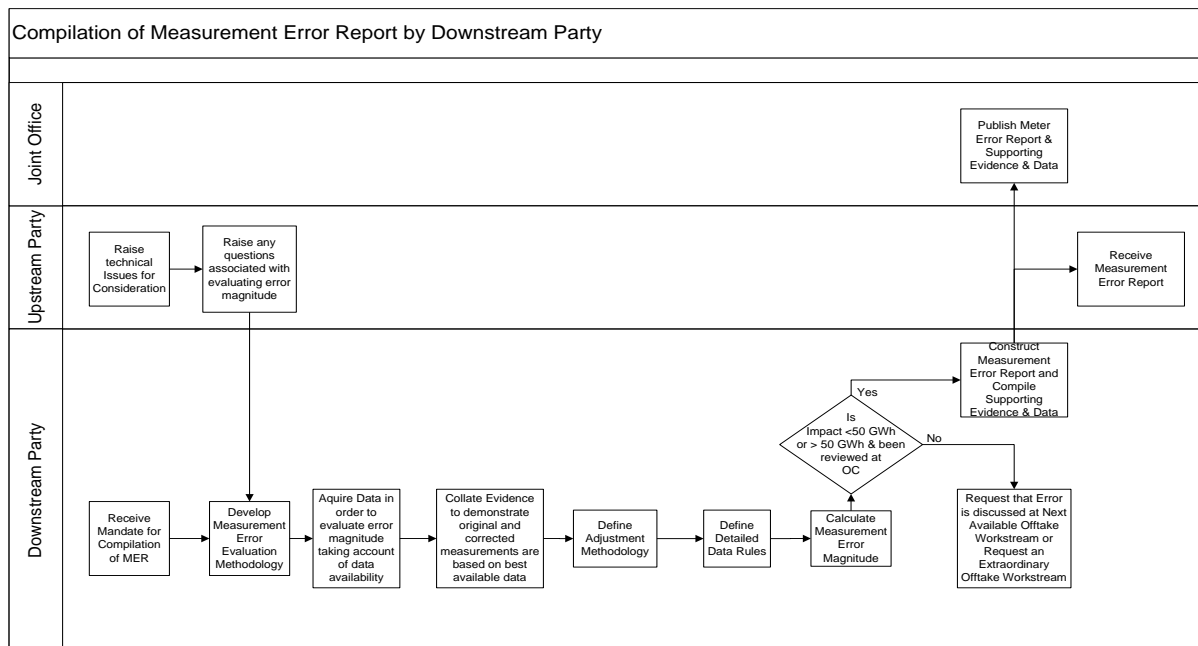 Compilation of Measurement Error Report by Downstream Party
Joint Office
Publish Meter
Error Report &
Supporting
Evidence & Data
Upstream Party
Raise
technical
Issues for
Consideration
Raise any
questions
associated with
evaluating error
magnitude
Receive
Measurement
Error Report
Downstream Party
Receive
Mandate for
Compilation
of MER
Develop
Measurement
Error
Evaluation
Methodology
Aquire Data in
order to
evaluate error
magnitude
taking account
of data
availability
Collate Evidence
to demonstrate
original and
corrected
measurements are
based on best
available data
Define
Adjustment
Methodology
Define
Detailed
Data Rules
Calculate
Measurement
Error
Magnitude
Is
Impact <50 GWh
or > 50 GWh & been
reviewed at
OC
Yes
No
Construct
Measurement
Error Report and
Compile
Supporting
Evidence & Data
Request that Error
is discussed at Next
Available Offtake
Workstream or
Request an
Extraordinary
Offtake Workstream